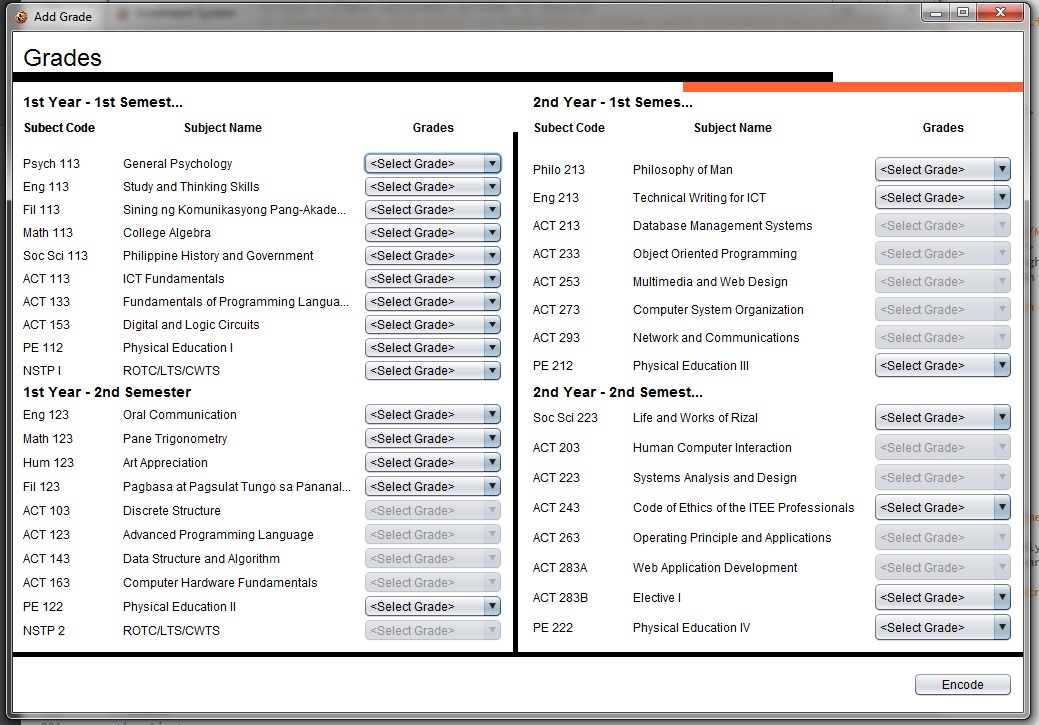 Add Grade
Grades
1st Year - 1st Semest...
Subect Code Subject Name Grades
Psych 113 General Psychology <Select Grade>
Eng 113 Study and Thinking Skills <Select Grade>
Fil 113 Sining ng Komunikasyong Pang-Akade... <Select Grade>
Math 113 College Algebra <Select Grade>
Soc Sci 113 Philippine History and Government <Select Grade>
ACT 113 ICT Fundamentals <Select Grade>
ACT 133 Fundamentals of Programming Langua... <Select Grade>
ACT 153 Digital and Logic Circuits <Select Grade>
PE 112 Physical Education I <Select Grade>
NSTP I ROTC/LTS/CWTS <Select Grade>
1st Year - 2nd Semester
Eng 123 Oral Communication <Select Grade>
Math 123 Pane Trigonometry <Select Grade>
Hum 123 Art Appreciation <Select Grade>
Fil 123 Pagbasa at Pagsulat Tungo sa Pananal... <Select Grade>
ACT 103 Discrete Structure <Select Grade>
ACT 123 Advanced Programming Language <Select Grade>
ACT 143 Data Structure and Algorithm <Select Grade>
ACT 163 Computer Hardware Fundamentals <Select Grade>
PE 122 Physical Education II <Select Grade>
NSTP 2 ROTC/LTS/CWTS <Select Grade>
2nd Year - 1st Semes...
Subect Code Subject Name Grades
Philo 213 Philosophy of Man <Select Grade>
Eng 213 Technical Writing for ICT <Select Grade>
ACT 213 Database Management Systems <Select Grade>
ACT 233 Object Oriented Programming <Select Grade>
ACT 253 Multimedia and Web Design <Select Grade>
ACT 273 Computer System Organization <Select Grade>
ACT 293 Network and Communications <Select Grade>
PE 212 Physical Education III <Select Grade>
2nd Year - 2nd Semest...
Soc Sci 223 Life and Works of Rizal <Select Grade>
ACT 203 Human Computer Interaction <Select Grade>
ACT 223 Systems Analysis and Design <Select Grade>
ACT 243 Code of Ethics of the ITEE Professionals <Select Grade>
ACT 263 Operating Principle and Applications <Select Grade>
ACT 283A Web Application Development <Select Grade>
ACT 283B Elective I <Select Grade>
PE 222 Physical Education IV <Select Grade>
Encode